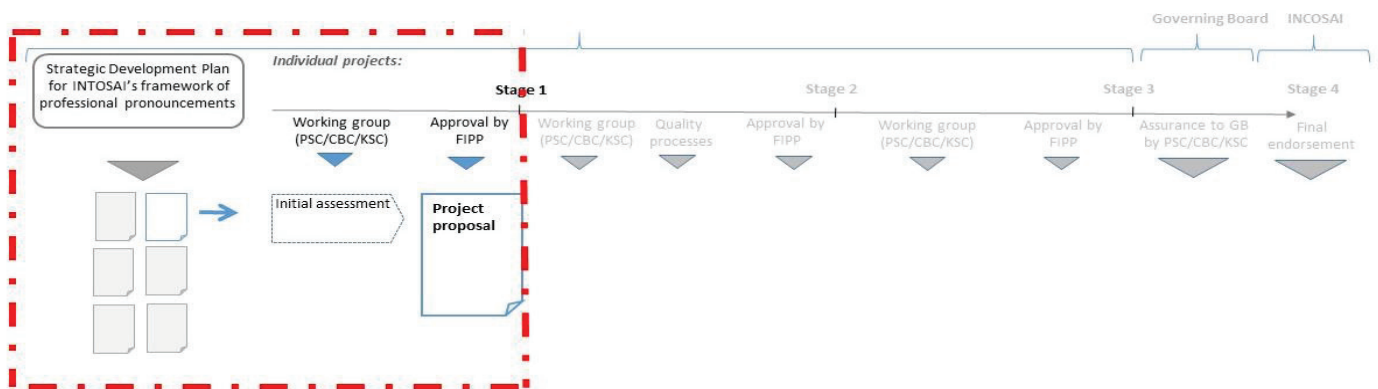 Governing Board INCOSAI
Strategic Development Plan
for INTOSAI's framework of
professional pronouncements
Individual projects:
Stage 1
Stage 2
Stage 3
Stage 4
Working group
(PSC/CBC/KSC)
Approval by
FIPP
Working group
(PSC/CBC/KSC)
Quality
processes
Approval by
FIPP
Working group
(PSC/CBC/KSC)
Approval by
FIPP
Assurance to GB
by PSC/CBC/KSC
Final
endorsement
Initial assessment
Project
proposal